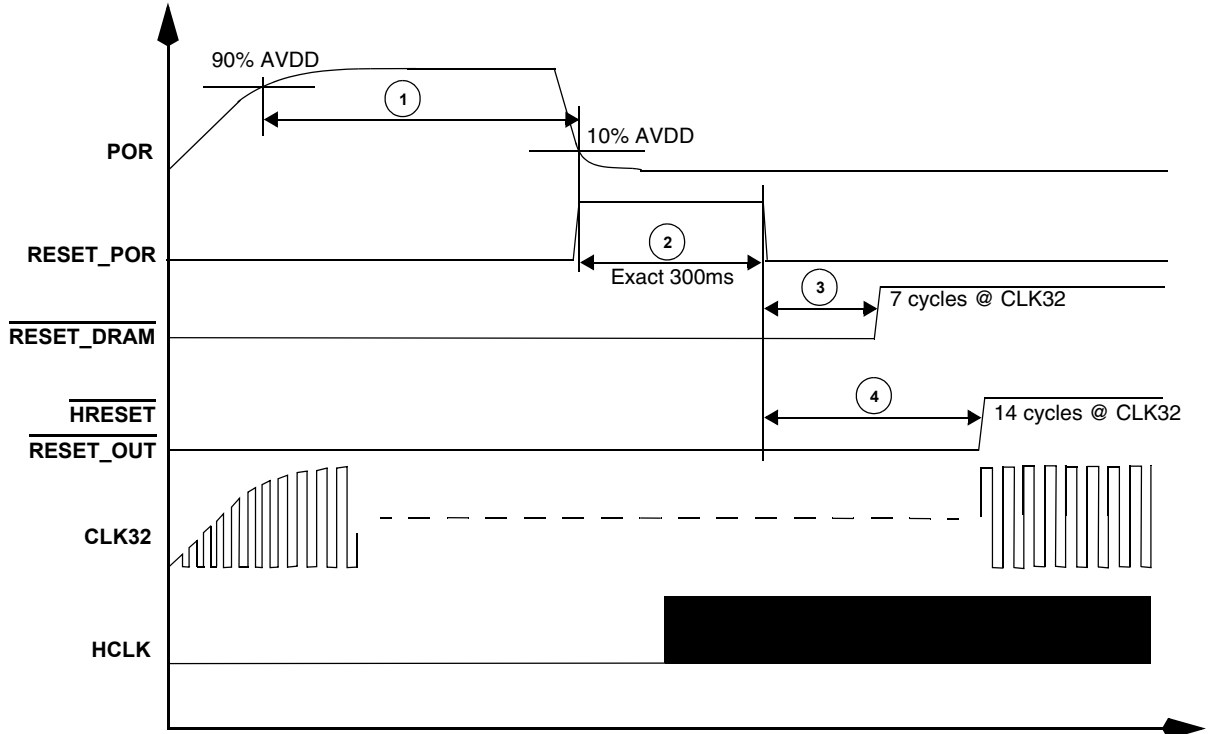 90% AVDD
1
10% AVDD
POR
2
RESET_POR
Exact 300ms
3
7 cycles @ CLK32
RESET_DRAM
4
HRESET
14 cycles @ CLK32
RESET_OUT
CLK32
HCLK